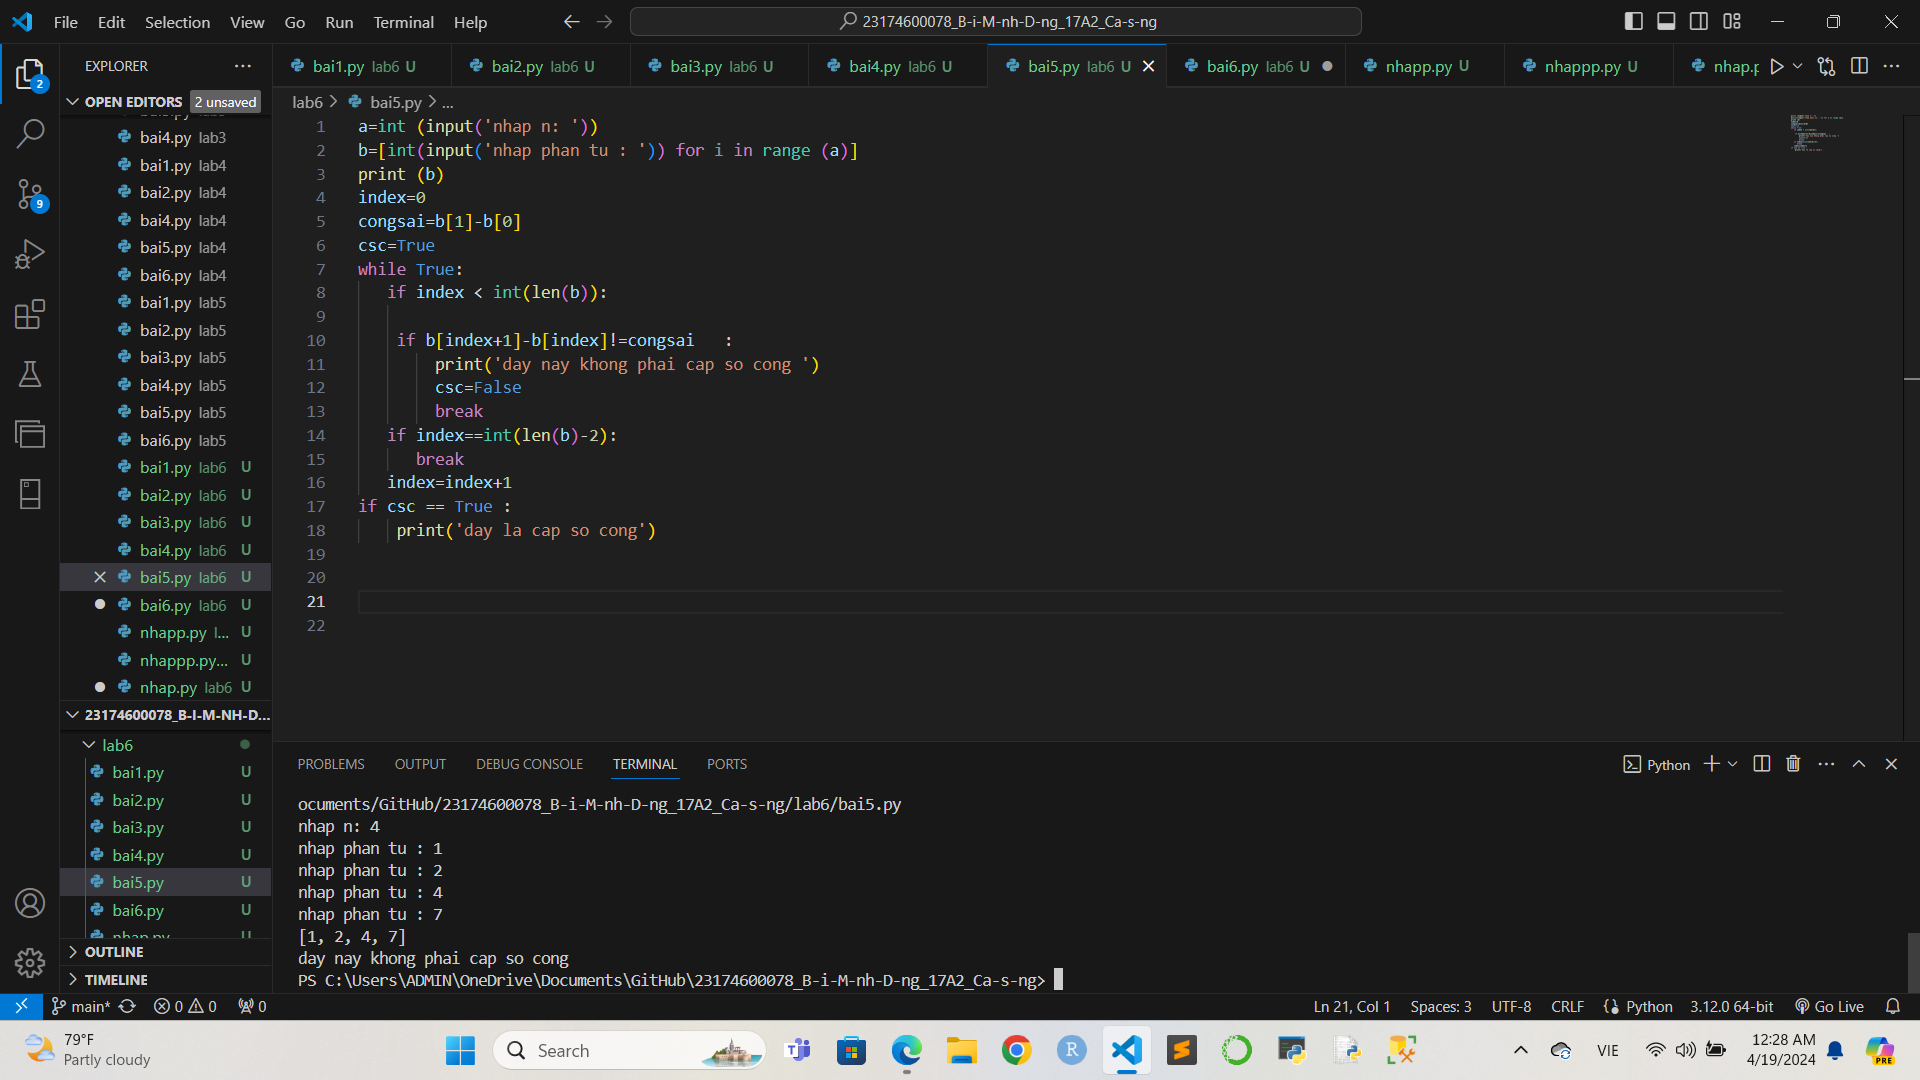 File Edit Selection View Go Run Terminal Help
23174600078_B-i-M-nh-D-ng_17A2_Ca-s-ng
EXPLORER
bai1.py lab6 U
bai2.py lab6 U
bai3.py lab6 U
bai4.py lab6 U
bai5.py lab6 U
bai6.py lab6 U
nhapp.py U
nhappp.py U
OPEN EDITORS 2 unsaved
bai4.py lab3
bai1.py lab4
bai2.py lab4
bai4.py lab4
bai5.py lab4
bai6.py lab4
bai1.py lab5
bai2.py lab5
bai3.py lab5
bai4.py lab5
bai5.py lab5
bai6.py lab5
bai1.py lab6 U
bai2.py lab6 U
bai3.py lab6 U
bai4.py lab6 U
bai5.py lab6 U
bai6.py lab6 U
nhapp.py l... U
nhappp.py... U
nhap.py lab6 U
23174600078_B-I-M-NH-D...
lab6
bai1.py U
bai2.py U
bai3.py U
bai4.py U
bai5.py U
bai6.py U
OUTLINE
TIMELINE
lab6 > bai5.py > ...
1 a=int (input('nhap n: '))
2 b=[int(input('nhap phan tu : ')) for i in range (a)]
3 print (b)
4 index=0
5 congsai=b[1]-b[0]
6 csc=True
7 while True:
8 if index < int(len(b)):
9
10 if b[index+1]-b[index]!=congsai   :
11 print('day nay khong phai cap so cong ')
12 csc=False
13 break
14 if index==int(len(b)-2):
15 break
16 index=index+1
17 if csc == True :
18 print('day la cap so cong')
19
20
21
22
PROBLEMS OUTPUT DEBUG CONSOLE TERMINAL PORTS
Python
ocuments/GitHub/23174600078_B-i-M-nh-D-ng_17A2_Ca-s-ng/lab6/bai5.py
nhap n: 4
nhap phan tu : 1
nhap phan tu : 2
nhap phan tu : 4
nhap phan tu : 7
[1, 2, 4, 7]
day nay khong phai cap so cong
PS C:\Users\ADMIN\OneDrive\Documents\GitHub\23174600078_B-i-M-nh-D-ng_17A2_Ca-s-ng>
main* 0 0 0
Ln 21, Col 1 Spaces: 3 UTF-8 CRLF Python 3.12.0 64-bit Go Live
79°F
Partly cloudy
Search
VIE
12:28 AM
4/19/2024
2
9
PRE